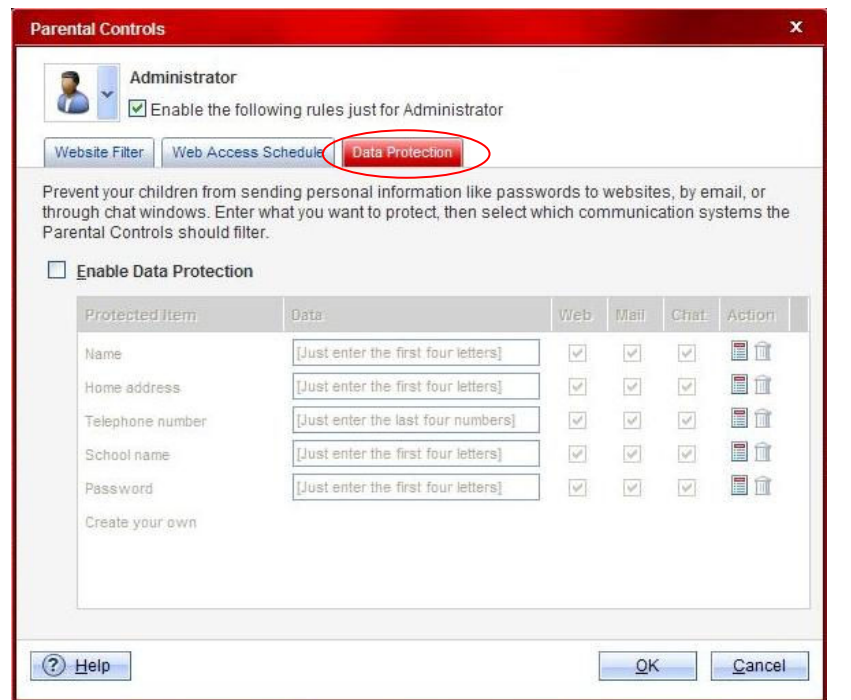 Parental Controls x
Administrator
Enable the following rules just for Administrator
Website Filter Web Access Schedule Data Protection
Prevent your children from sending personal information like passwords to websites, by email, or
through chat windows. Enter what you want to protect, then select which communication systems the
Parental Controls should filter.
Enable Data Protection
Protected Item Data Web Mail Chat Action
Name [Just enter the first four letters]
Home address [Just enter the first four letters]
Telephone number [Just enter the last four numbers]
School name [Just enter the first four letters]
Password [Just enter the first four letters]
Create your own
? Help OK Cancel